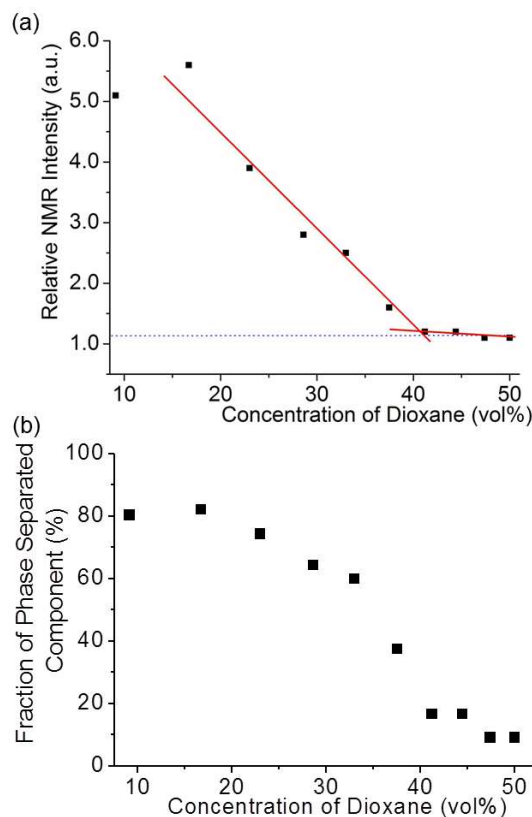 (a)
Relative NMR Intensity (a.u.)
6.0
5.0
4.0
3.0
2.0
1.0
10 20 30 40 50
Concentration of Dioxane (vol%)
(b)
Fraction of Phase Separated
Component (%)
100
80
60
40
20
0
10 20 30 40 50
Concentration of Dioxane (vol%)